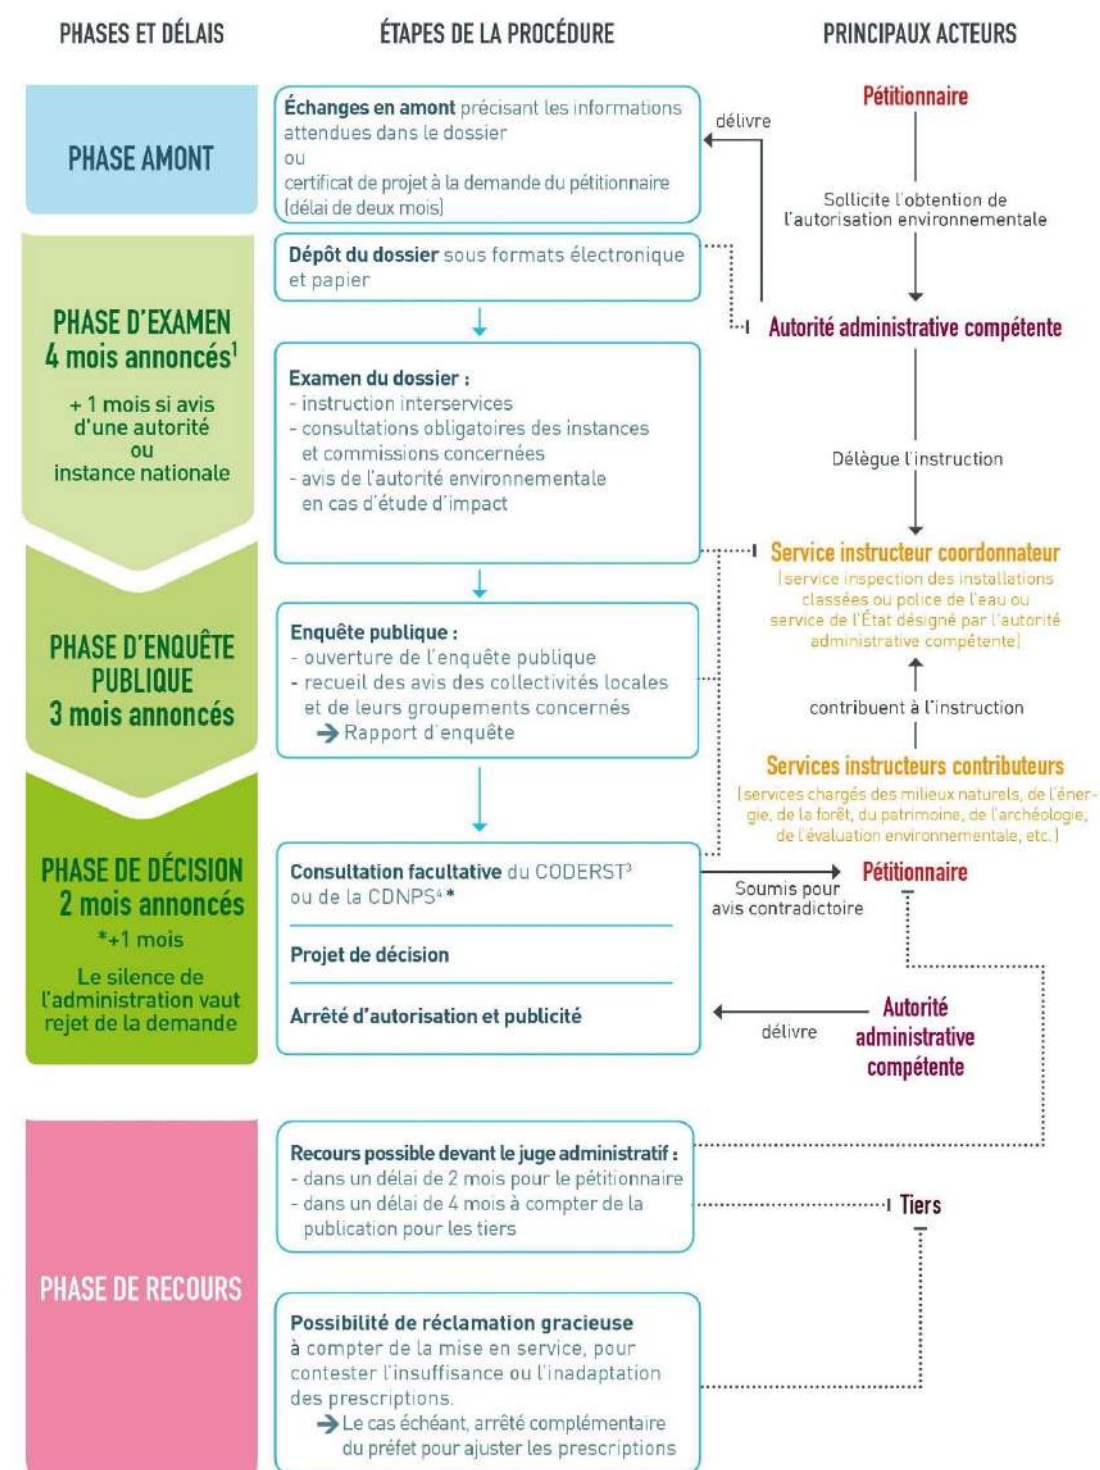 PHASES ET DÉLAIS
ÉTAPES DE LA PROCÉDURE
PRINCIPAUX ACTEURS
PHASE AMONT
Échanges en amont précisant les informations
attendues dans le dossier
ou
certificat de projet à la demande du pétitionnaire
(délai de deux mois)
délivre
Pétitionnaire
Sollicite l'obtention de
l'autorisation environnementale
PHASE D'EXAMEN
4 mois annoncés¹
+ 1 mois si avis
d'une autorité
ou
instance nationale
Dépôt du dossier sous formats électronique
et papier
Autorité administrative compétente
Examen du dossier :
- instruction interservices
- consultations obligatoires des instances
et commissions concernées
- avis de l'autorité environnementale
en cas d'étude d'impact
Délègue l'instruction
Service instructeur coordonnateur
(service inspection des installations
classées ou police de l'eau ou
service de l'État désigné par l'autorité
administrative compétente)
PHASE D'ENQUÊTE
PUBLIQUE
3 mois annoncés
Enquête publique :
- ouverture de l'enquête publique
- recueil des avis des collectivités locales
et de leurs groupements concernés
→ Rapport d'enquête
contribuent à l'instruction
Services instructeurs contributeurs
(services chargés des milieux naturels, de l'éner-
gie, de la forêt, du patrimoine, de l'archéologie,
de l'évaluation environnementale, etc.)
PHASE DE DÉCISION
2 mois annoncés
*+1 mois
Le silence de
l'administration vaut
rejet de la demande
Consultation facultative du CODERST³
ou de la CDNPS⁴ *
Projet de décision
Arrêté d'autorisation et publicité
Soumis pour
avis contradictoire
Pétitionnaire
délivre
Autorité
administrative
compétente
PHASE DE RECOURS
Recours possible devant le juge administratif :
- dans un délai de 2 mois pour le pétitionnaire
- dans un délai de 4 mois à compter de la
publication pour les tiers
Tiers
Possibilité de réclamation gracieuse
à compter de la mise en service, pour
contester l'insuffisance ou l'inadaptation
des prescriptions.
→ Le cas échéant, arrêté complémentaire
du préfet pour ajuster les prescriptions